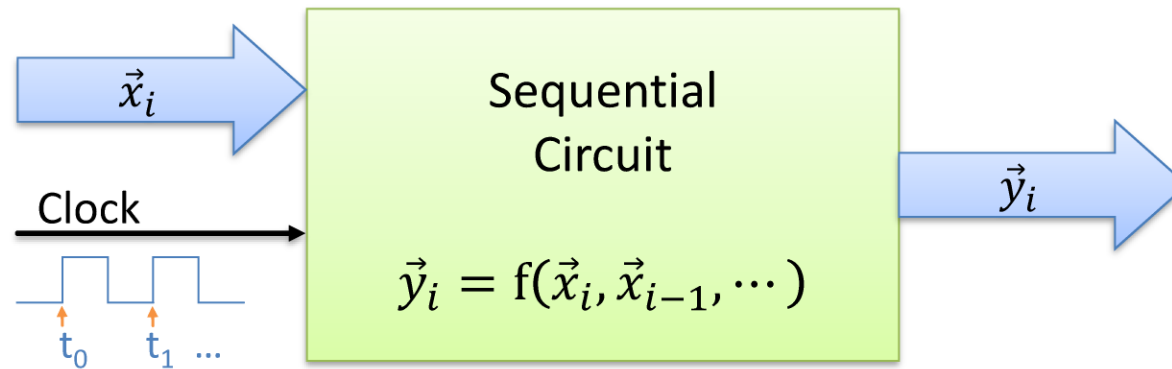 x⃗ᵢ
Clock
t₀ t₁ ...
Sequential
Circuit
y⃗ᵢ = f(x⃗ᵢ, x⃗ᵢ₋₁, ⋯ )
y⃗ᵢ